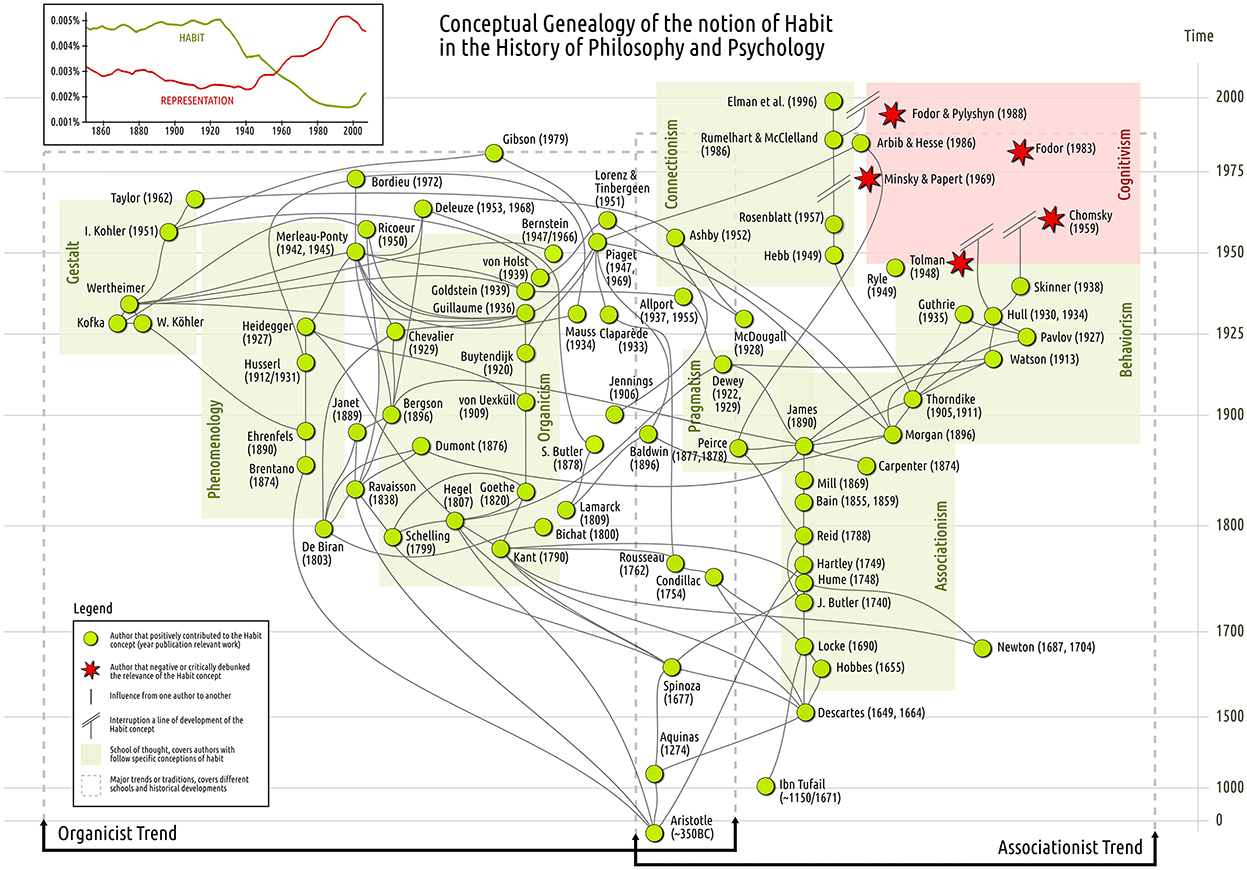 Conceptual Genealogy of the notion of Habit
in the History of Philosophy and Psychology
0.005%
0.004%
0.003%
0.002%
0.001%
HABIT
REPRESENTATION
1860
1880
1900
1920
1940
1960
1980
2000
Time
2000
1975
1950
1925
1900
1800
1700
1500
1000
0
Gibson (1979)
Bordieu (1972)
Taylor (1962)
I. Kohler (1951)
Gestalt
Wertheimer
Kofka
W. Köhler
Deleuze (1953, 1968)
Ricoeur
(1950)
Merleau-Ponty
(1942, 1945)
Lorenz &
Tinbergeen
(1951)
Bernstein
(1947/1966)
von Holst
(1939)
Goldstein (1939)
Guillaume (1936)
Piaget
(1947,
1969)
Mauss
(1934)
Claparède
(1933)
Heidegger
(1927)
Husserl
(1912/1931)
Phenomenology
Ehrenfels
(1890)
Brentano
(1874)
Chevalier
(1929)
Janet
(1889)
Bergson
(1896)
Dumont (1876)
Buytendijk
(1920)
von Uexküll
(1909)
Organicism
Jennings
(1906)
S. Butler
(1878)
Baldwin
(1896)
Ravaisson
(1838)
Hegel
(1807)
Goethe
(1820)
Lamarck
(1809)
Bichat (1800)
De Biran
(1803)
Schelling
(1799)
Kant (1790)
Connectionism
Elman et al. (1996)
Rumelhart & McClelland
(1986)
Arbib & Hesse (1986)
Rosenblatt (1957)
Ashby (1952)
Hebb (1949)
Fodor & Pylyshyn (1988)
Fodor (1983)
Minsky & Papert (1969)
Chomsky
(1959)
Cognitivism
Tolman
(1948)
Ryle
(1949)
Allport
(1937, 1955)
McDougall
(1928)
Skinner (1938)
Guthrie
(1935)
Hull (1930, 1934)
Pavlov (1927)
Watson (1913)
Behaviorism
Pragmatism
Dewey
(1922,
1929)
James
(1890)
Thorndike
(1905,1911)
Morgan (1896)
Peirce
(1877,1878)
Carpenter (1874)
Mill (1869)
Bain (1855, 1859)
Associationism
Reid (1788)
Hartley (1749)
Hume (1748)
J. Butler (1740)
Rousseau
(1762)
Condillac
(1754)
Locke (1690)
Hobbes (1655)
Newton (1687, 1704)
Spinoza
(1677)
Descartes (1649, 1664)
Aquinas
(1274)
Ibn Tufail
(~1150/1671)
Aristotle
(~350BC)
Legend
Author that positively contributed to the Habit
concept (year publication relevant work)
Author that negative or critically debunked
the relevance of the Habit concept
Influence from one author to another
Interruption a line of development of the
Habit concept
School of thought, covers authors with
follow specific conceptions of habit
Major trends or traditions, covers different
schools and historical developments
Organicist Trend
Associationist Trend